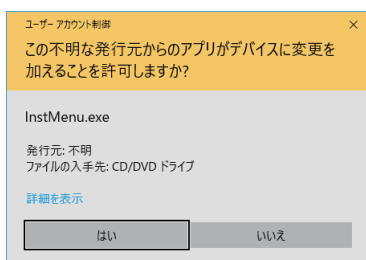 ユーザー アカウント制御
この不明な発行元からのアプリがデバイスに変更を
加えることを許可しますか?
InstMenu.exe
発行元: 不明
ファイルの入手先: CD/DVD ドライブ
詳細を表示
はい
いいえ